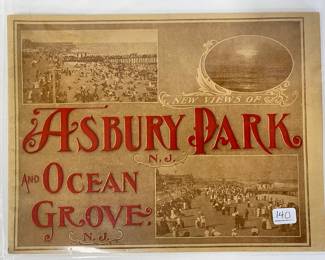 NEW VIEWS OF
ASBURY PARK
N. J.
AND OCEAN
GROVE.
N. J.
140